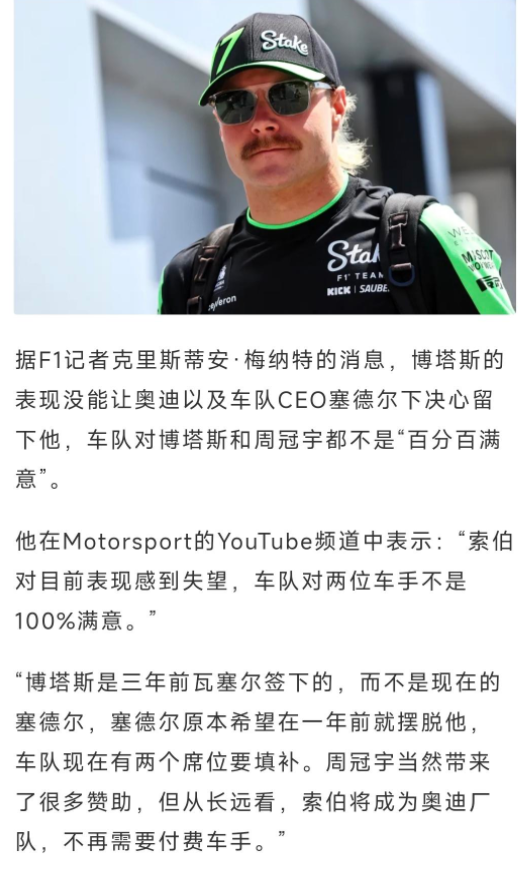 77
Stake
Stak
F1 TEAM
KICK | SAUBE
据F1记者克里斯蒂安·梅纳特的消息，博塔斯的
表现没能让奥迪以及车队CEO塞德尔下决心留
下他，车队对博塔斯和周冠宇都不是“百分百满
意”。
他在Motorsport的YouTube频道中表示：“索伯
对目前表现感到失望，车队对两位车手不是
100%满意。”
“博塔斯是三年前瓦塞尔签下的，而不是现在的
塞德尔，塞德尔原本希望在一年前就摆脱他，
车队现在有两个席位要填补。周冠宇当然带来
了很多赞助，但从长远看，索伯将成为奥迪厂
队，不再需要付费车手。”